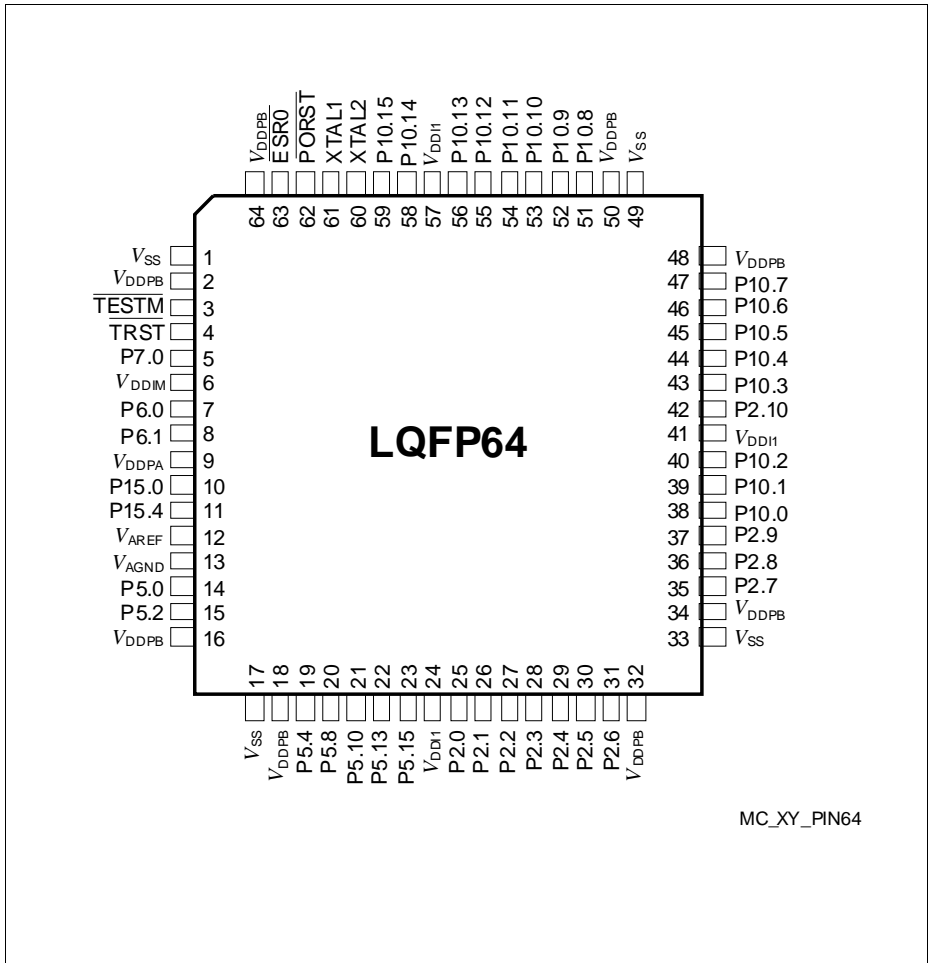 VDDPB
ESR0
PORST
XTAL1
XTAL2
P10.15
P10.14
VDDI1
P10.13
P10.12
P10.11
P10.10
P10.9
P10.8
VDDPB
VSS
64
63
62
61
60
59
58
57
56
55
54
53
52
51
50
49
VSS 1
VDDPB 2
TESTM 3
TRST 4
P7.0 5
VDDIM 6
P6.0 7
P6.1 8
VDDPA 9
P15.0 10
P15.4 11
VAREF 12
VAGND 13
P5.0 14
P5.2 15
VDDPB 16
LQFP64
48 VDDPB
47 P10.7
46 P10.6
45 P10.5
44 P10.4
43 P10.3
42 P2.10
41 VDDI1
40 P10.2
39 P10.1
38 P10.0
37 P2.9
36 P2.8
35 P2.7
34 VDDPB
33 VSS
17
18
19
20
21
22
23
24
25
26
27
28
29
30
31
32
VSS
VDDPB
P5.4
P5.8
P5.10
P5.13
P5.15
VDDI1
P2.0
P2.1
P2.2
P2.3
P2.4
P2.5
P2.6
VDDPB
MC_XY_PIN64